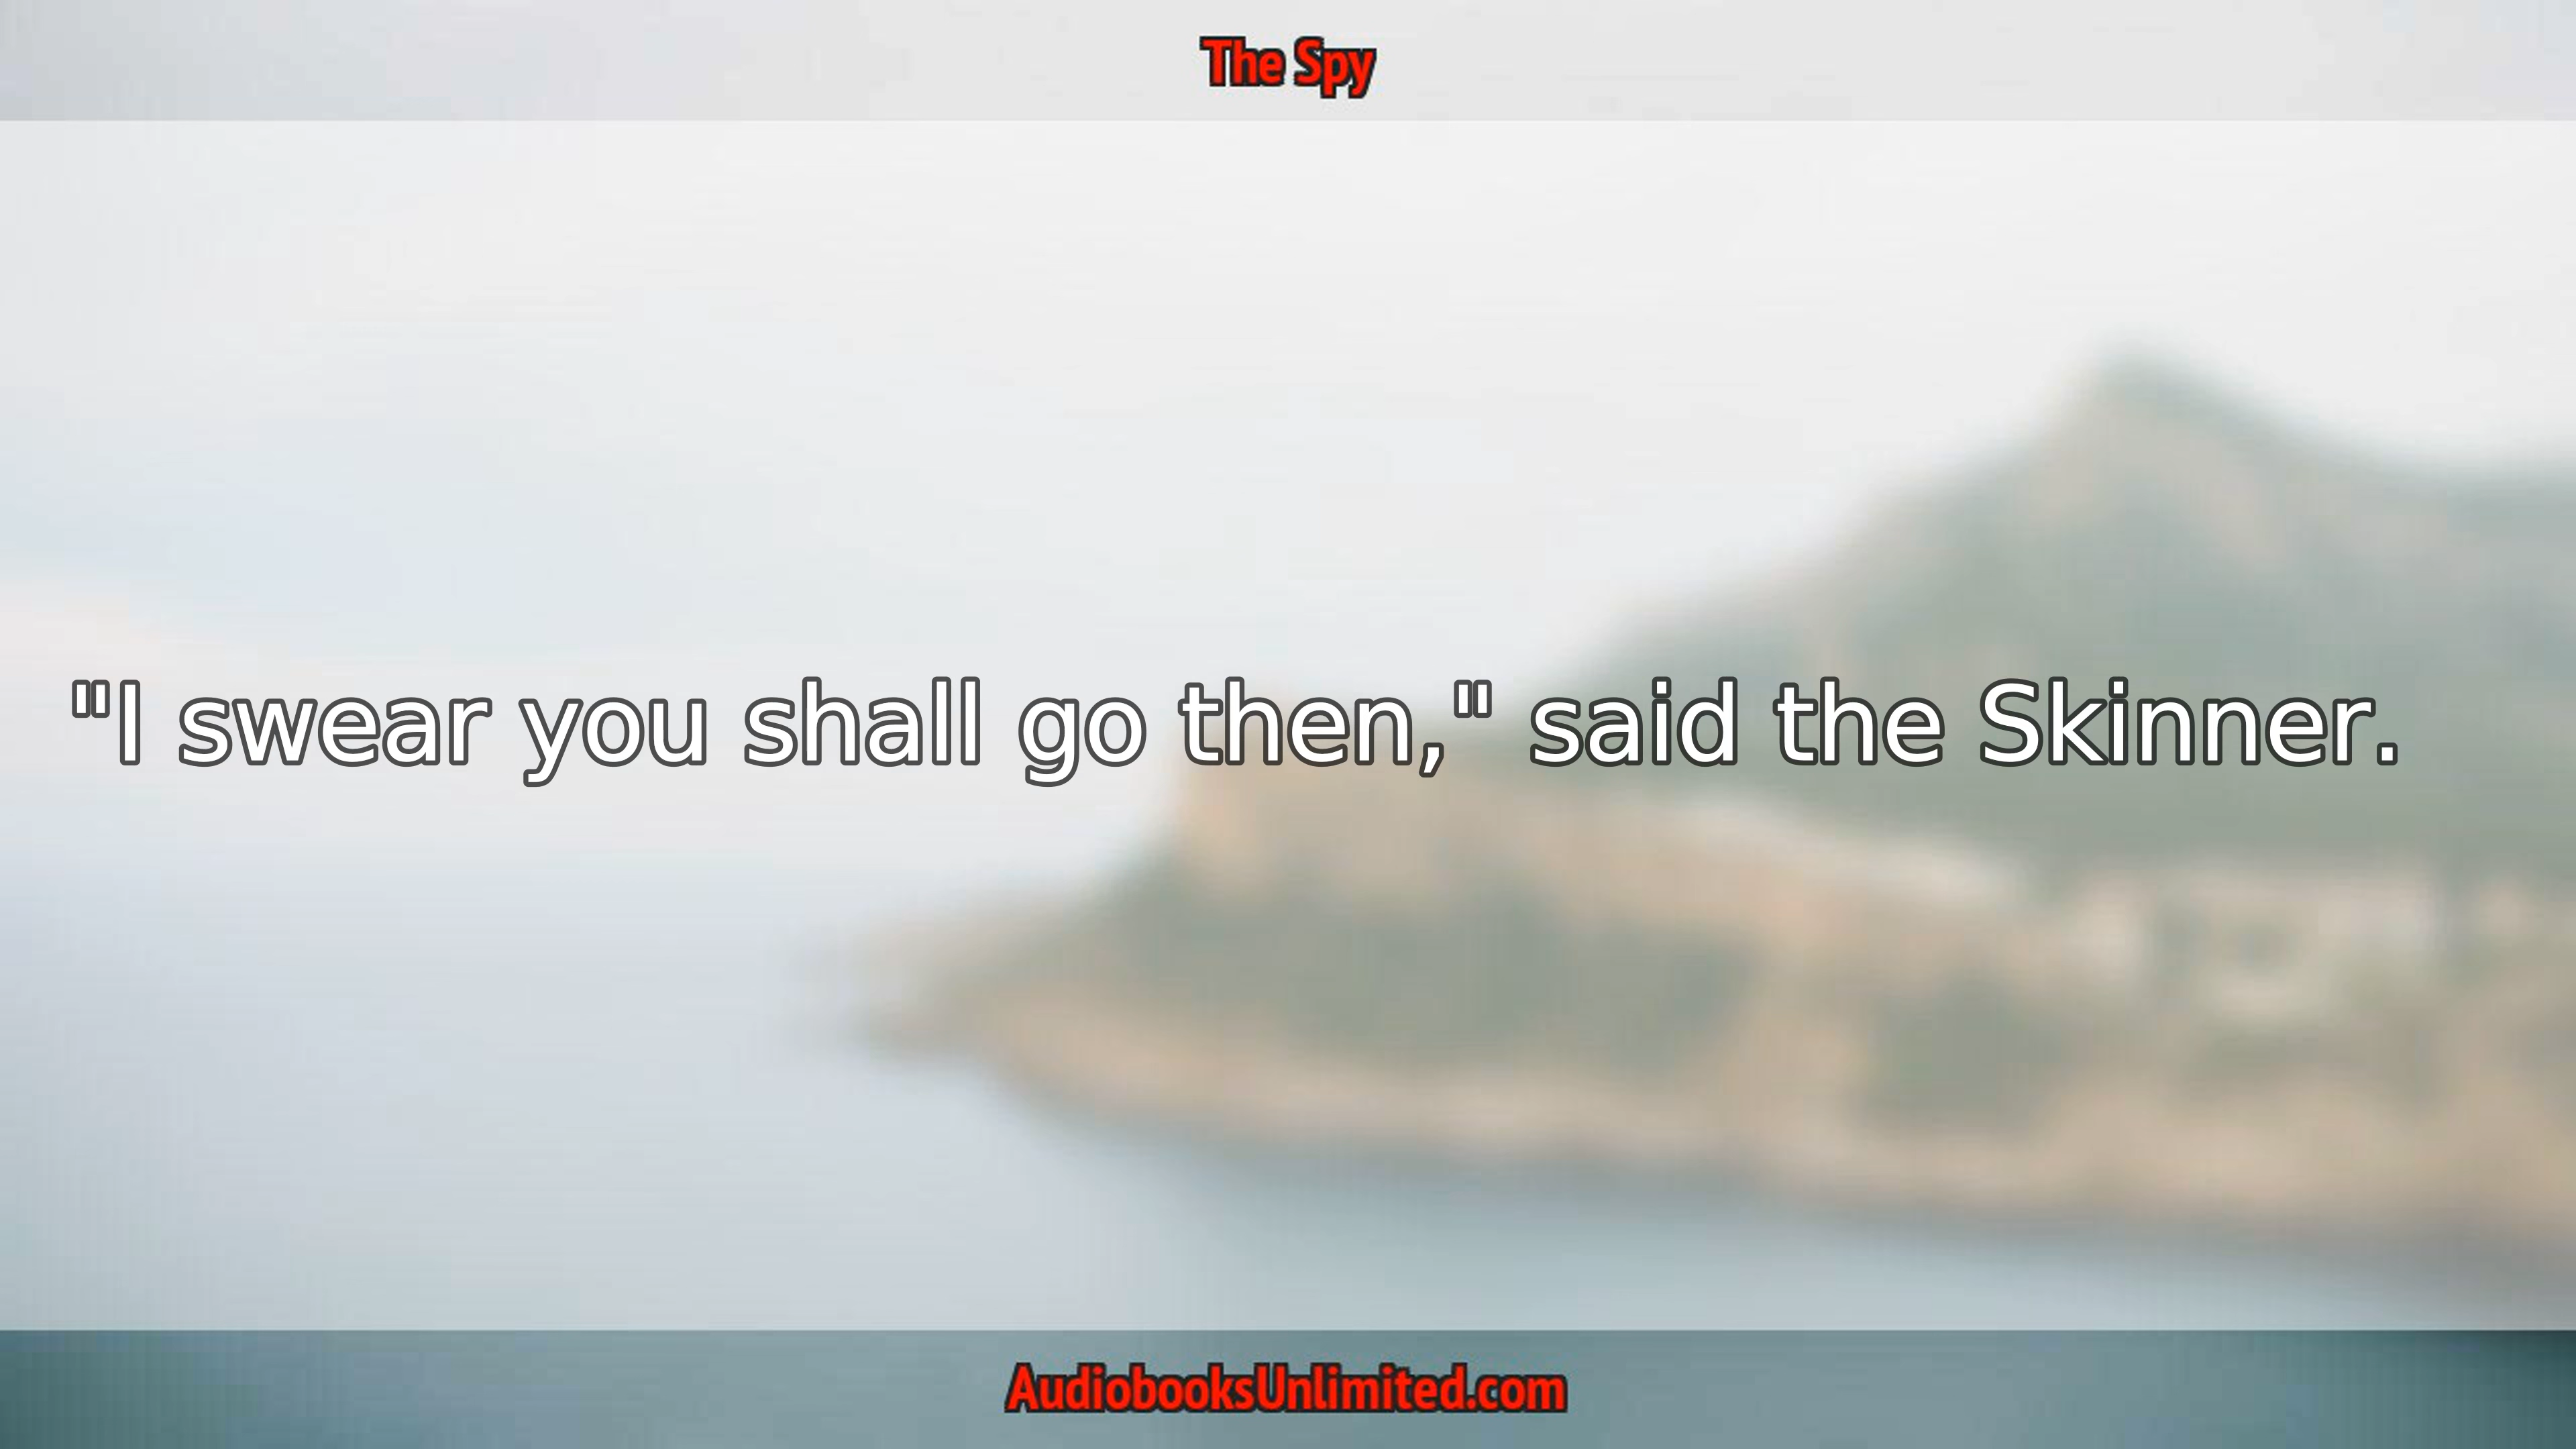 The Spy
"I swear you shall go then," said the Skinner.
AudiobooksUnlimited.com